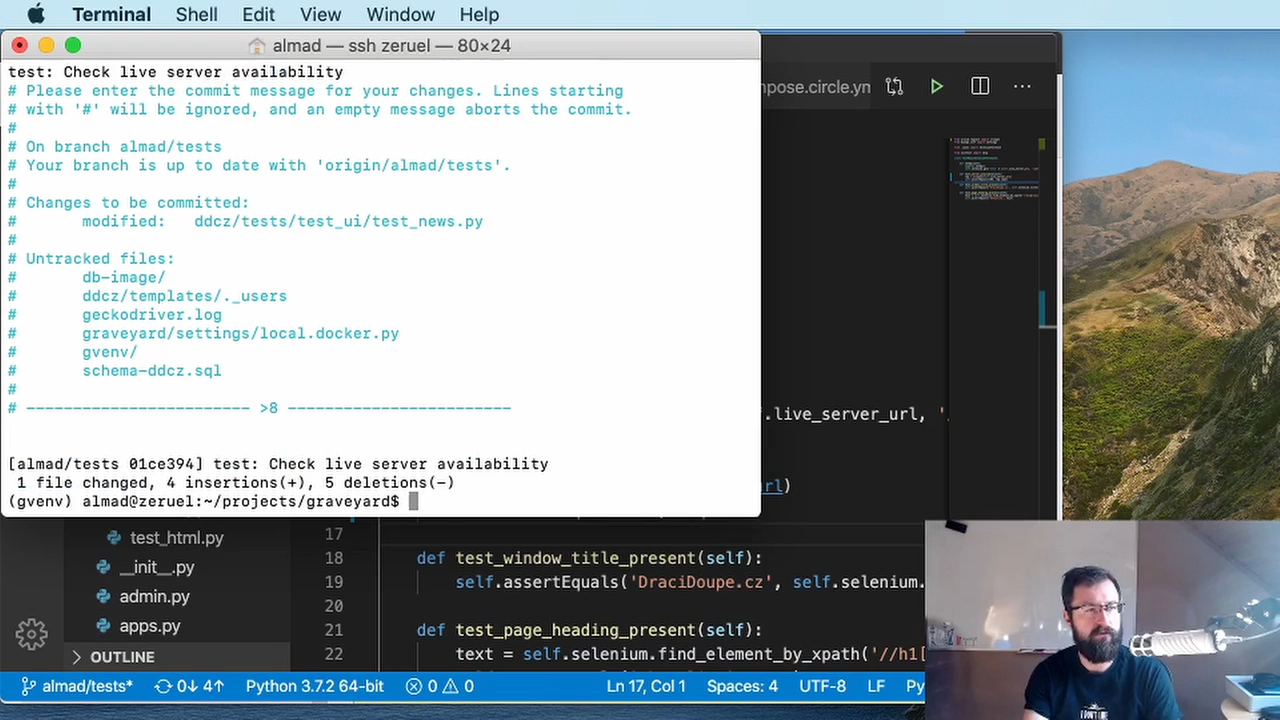 Terminal Shell Edit View Window Help
almad — ssh zeruel — 80×24
test: Check live server availability
# Please enter the commit message for your changes. Lines starting
# with '#' will be ignored, and an empty message aborts the commit.
#
# On branch almad/tests
# Your branch is up to date with 'origin/almad/tests'.
#
# Changes to be committed:
#       modified:   ddcz/tests/test_ui/test_news.py
#
# Untracked files:
#       db-image/
#       ddcz/templates/._users
#       geckodriver.log
#       graveyard/settings/local.docker.py
#       gvenv/
#       schema-ddcz.sql
#
# ------------------------ >8 ------------------------
[almad/tests 01ce394] test: Check live server availability
 1 file changed, 4 insertions(+), 5 deletions(-)
(gvenv) almad@zeruel:~/projects/graveyard$
pose.circle.ym
.live_server_url, '
rl)
test_html.py
__init__.py
admin.py
apps.py
OUTLINE
17
18 def test_window_title_present(self):
19 self.assertEquals('DraciDoupe.cz', self.selenium.
20
21 def test_page_heading_present(self):
22 text = self.selenium.find_element_by_xpath('//h1[
almad/tests* 0↓ 4↑ Python 3.7.2 64-bit 0 0 Ln 17, Col 1 Spaces: 4 UTF-8 LF Py